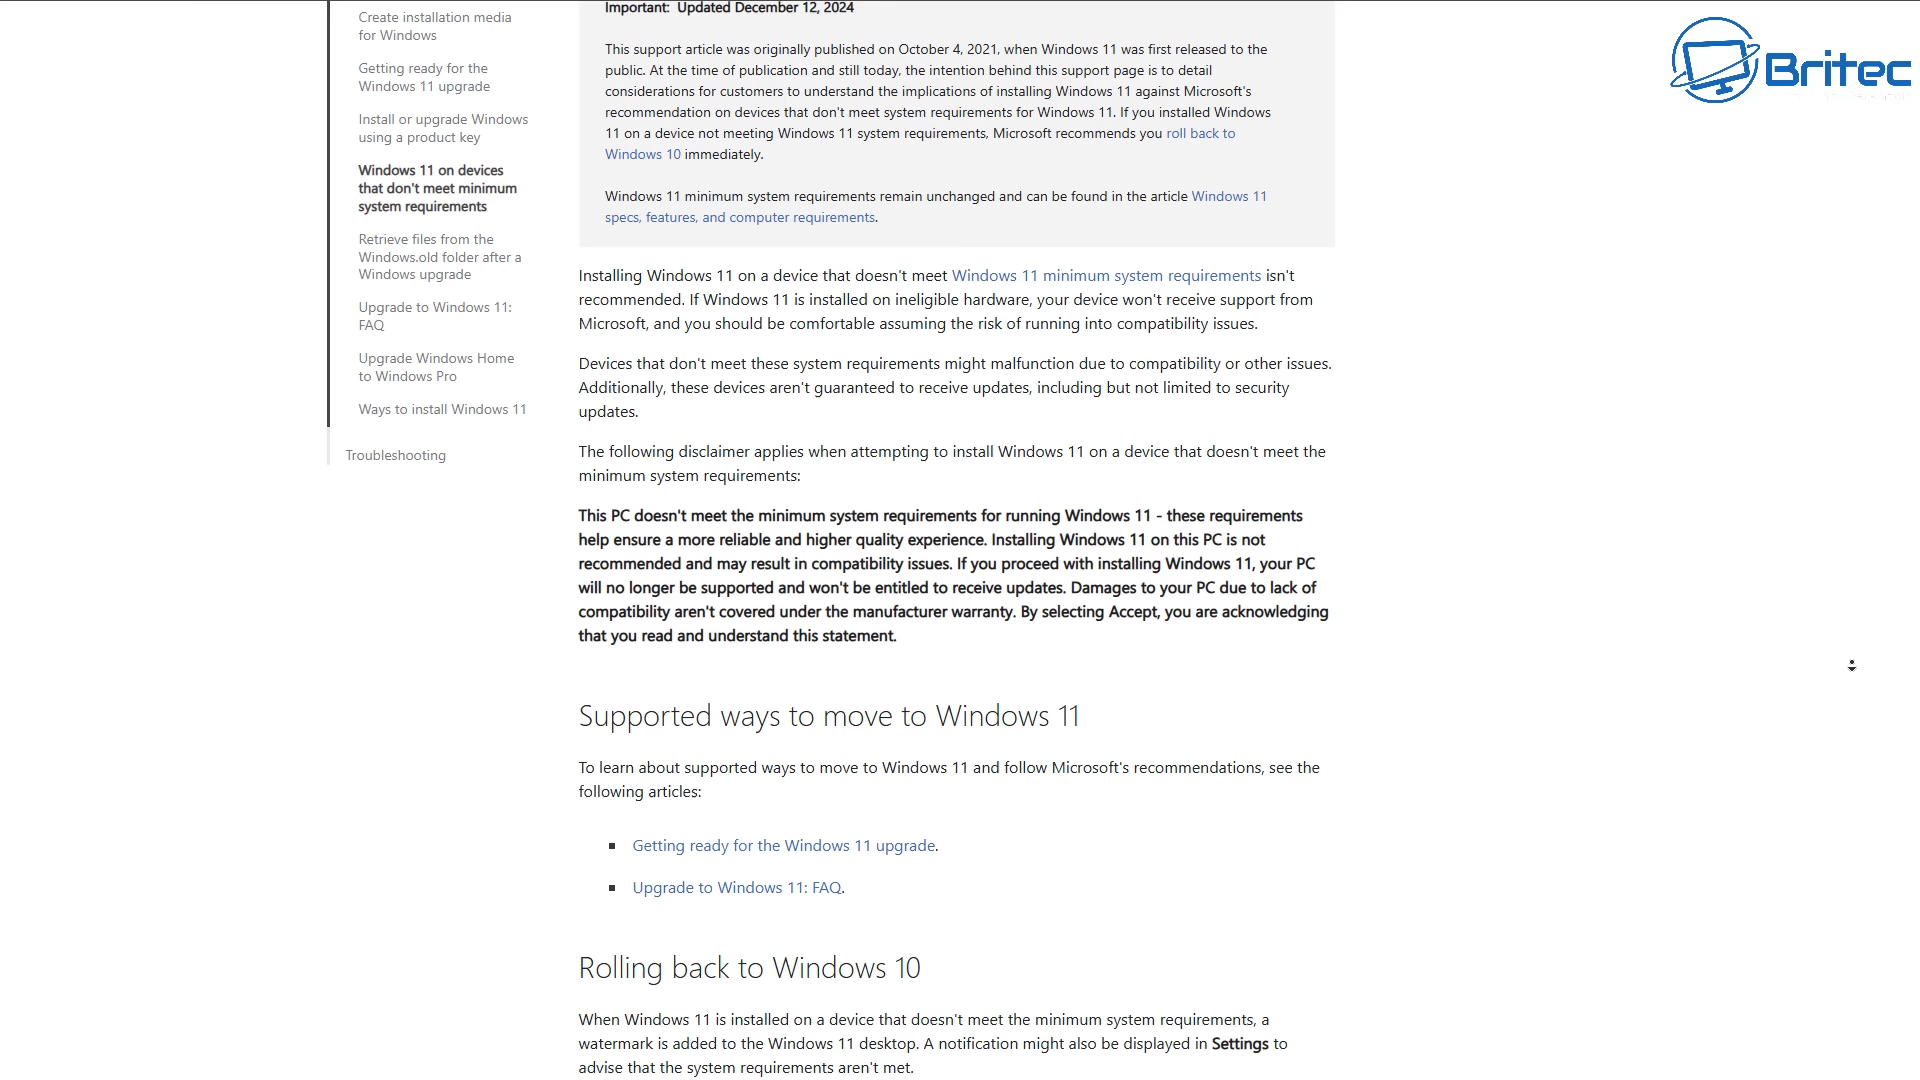 Create installation media
for Windows
Getting ready for the
Windows 11 upgrade
Install or upgrade Windows
using a product key
Windows 11 on devices
that don't meet minimum
system requirements
Retrieve files from the
Windows.old folder after a
Windows upgrade
Upgrade to Windows 11:
FAQ
Upgrade Windows Home
to Windows Pro
Ways to install Windows 11
Troubleshooting
Important:  Updated December 12, 2024
This support article was originally published on October 4, 2021, when Windows 11 was first released to the
public. At the time of publication and still today, the intention behind this support page is to detail
considerations for customers to understand the implications of installing Windows 11 against Microsoft's
recommendation on devices that don't meet system requirements for Windows 11. If you installed Windows
11 on a device not meeting Windows 11 system requirements, Microsoft recommends you roll back to
Windows 10 immediately.
Windows 11 minimum system requirements remain unchanged and can be found in the article Windows 11
specs, features, and computer requirements.
Installing Windows 11 on a device that doesn't meet Windows 11 minimum system requirements isn't
recommended. If Windows 11 is installed on ineligible hardware, your device won't receive support from
Microsoft, and you should be comfortable assuming the risk of running into compatibility issues.
Devices that don't meet these system requirements might malfunction due to compatibility or other issues.
Additionally, these devices aren't guaranteed to receive updates, including but not limited to security
updates.
The following disclaimer applies when attempting to install Windows 11 on a device that doesn't meet the
minimum system requirements:
This PC doesn't meet the minimum system requirements for running Windows 11 - these requirements
help ensure a more reliable and higher quality experience. Installing Windows 11 on this PC is not
recommended and may result in compatibility issues. If you proceed with installing Windows 11, your PC
will no longer be supported and won't be entitled to receive updates. Damages to your PC due to lack of
compatibility aren't covered under the manufacturer warranty. By selecting Accept, you are acknowledging
that you read and understand this statement.
Supported ways to move to Windows 11
To learn about supported ways to move to Windows 11 and follow Microsoft's recommendations, see the
following articles:
Getting ready for the Windows 11 upgrade.
Upgrade to Windows 11: FAQ.
Rolling back to Windows 10
When Windows 11 is installed on a device that doesn't meet the minimum system requirements, a
watermark is added to the Windows 11 desktop. A notification might also be displayed in Settings to
advise that the system requirements aren't met.
Britec